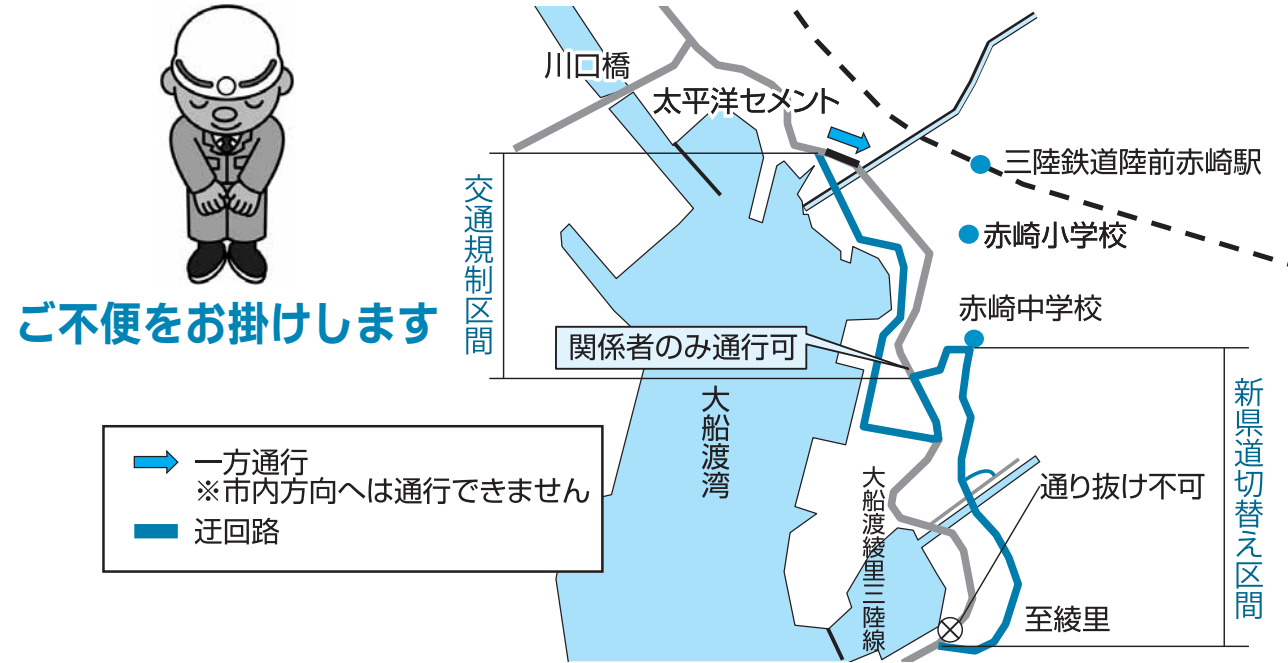 川口橋
太平洋セメント
三陸鉄道陸前赤崎駅
交通規制区間
赤崎小学校
ご不便をお掛けします
赤崎中学校
関係者のみ通行可
大船渡湾
新県道切替え区間
一方通行
※市内方向へは通行できません
迂回路
大船渡綾里三陸線
通り抜け不可
至綾里